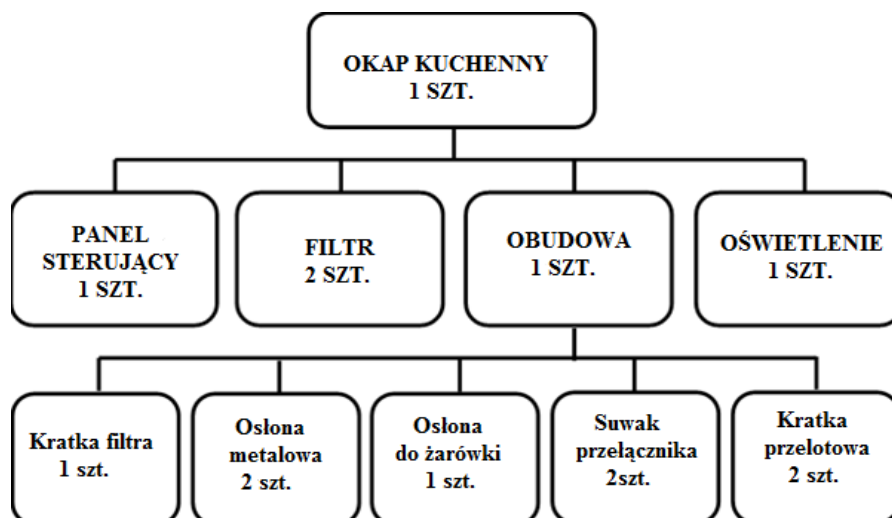 OKAP KUCHENNY
1 SZT.
PANEL
STERUJĄCY
1 SZT.
FILTR
2 SZT.
OBUDOWA
1 SZT.
OŚWIETLENIE
1 SZT.
Kratka filtra
1 szt.
Osłona
metalowa
2 szt.
Osłona
do żarówki
1 szt.
Suwak
przełącznika
2szt.
Kratka
przelotowa
2 szt.